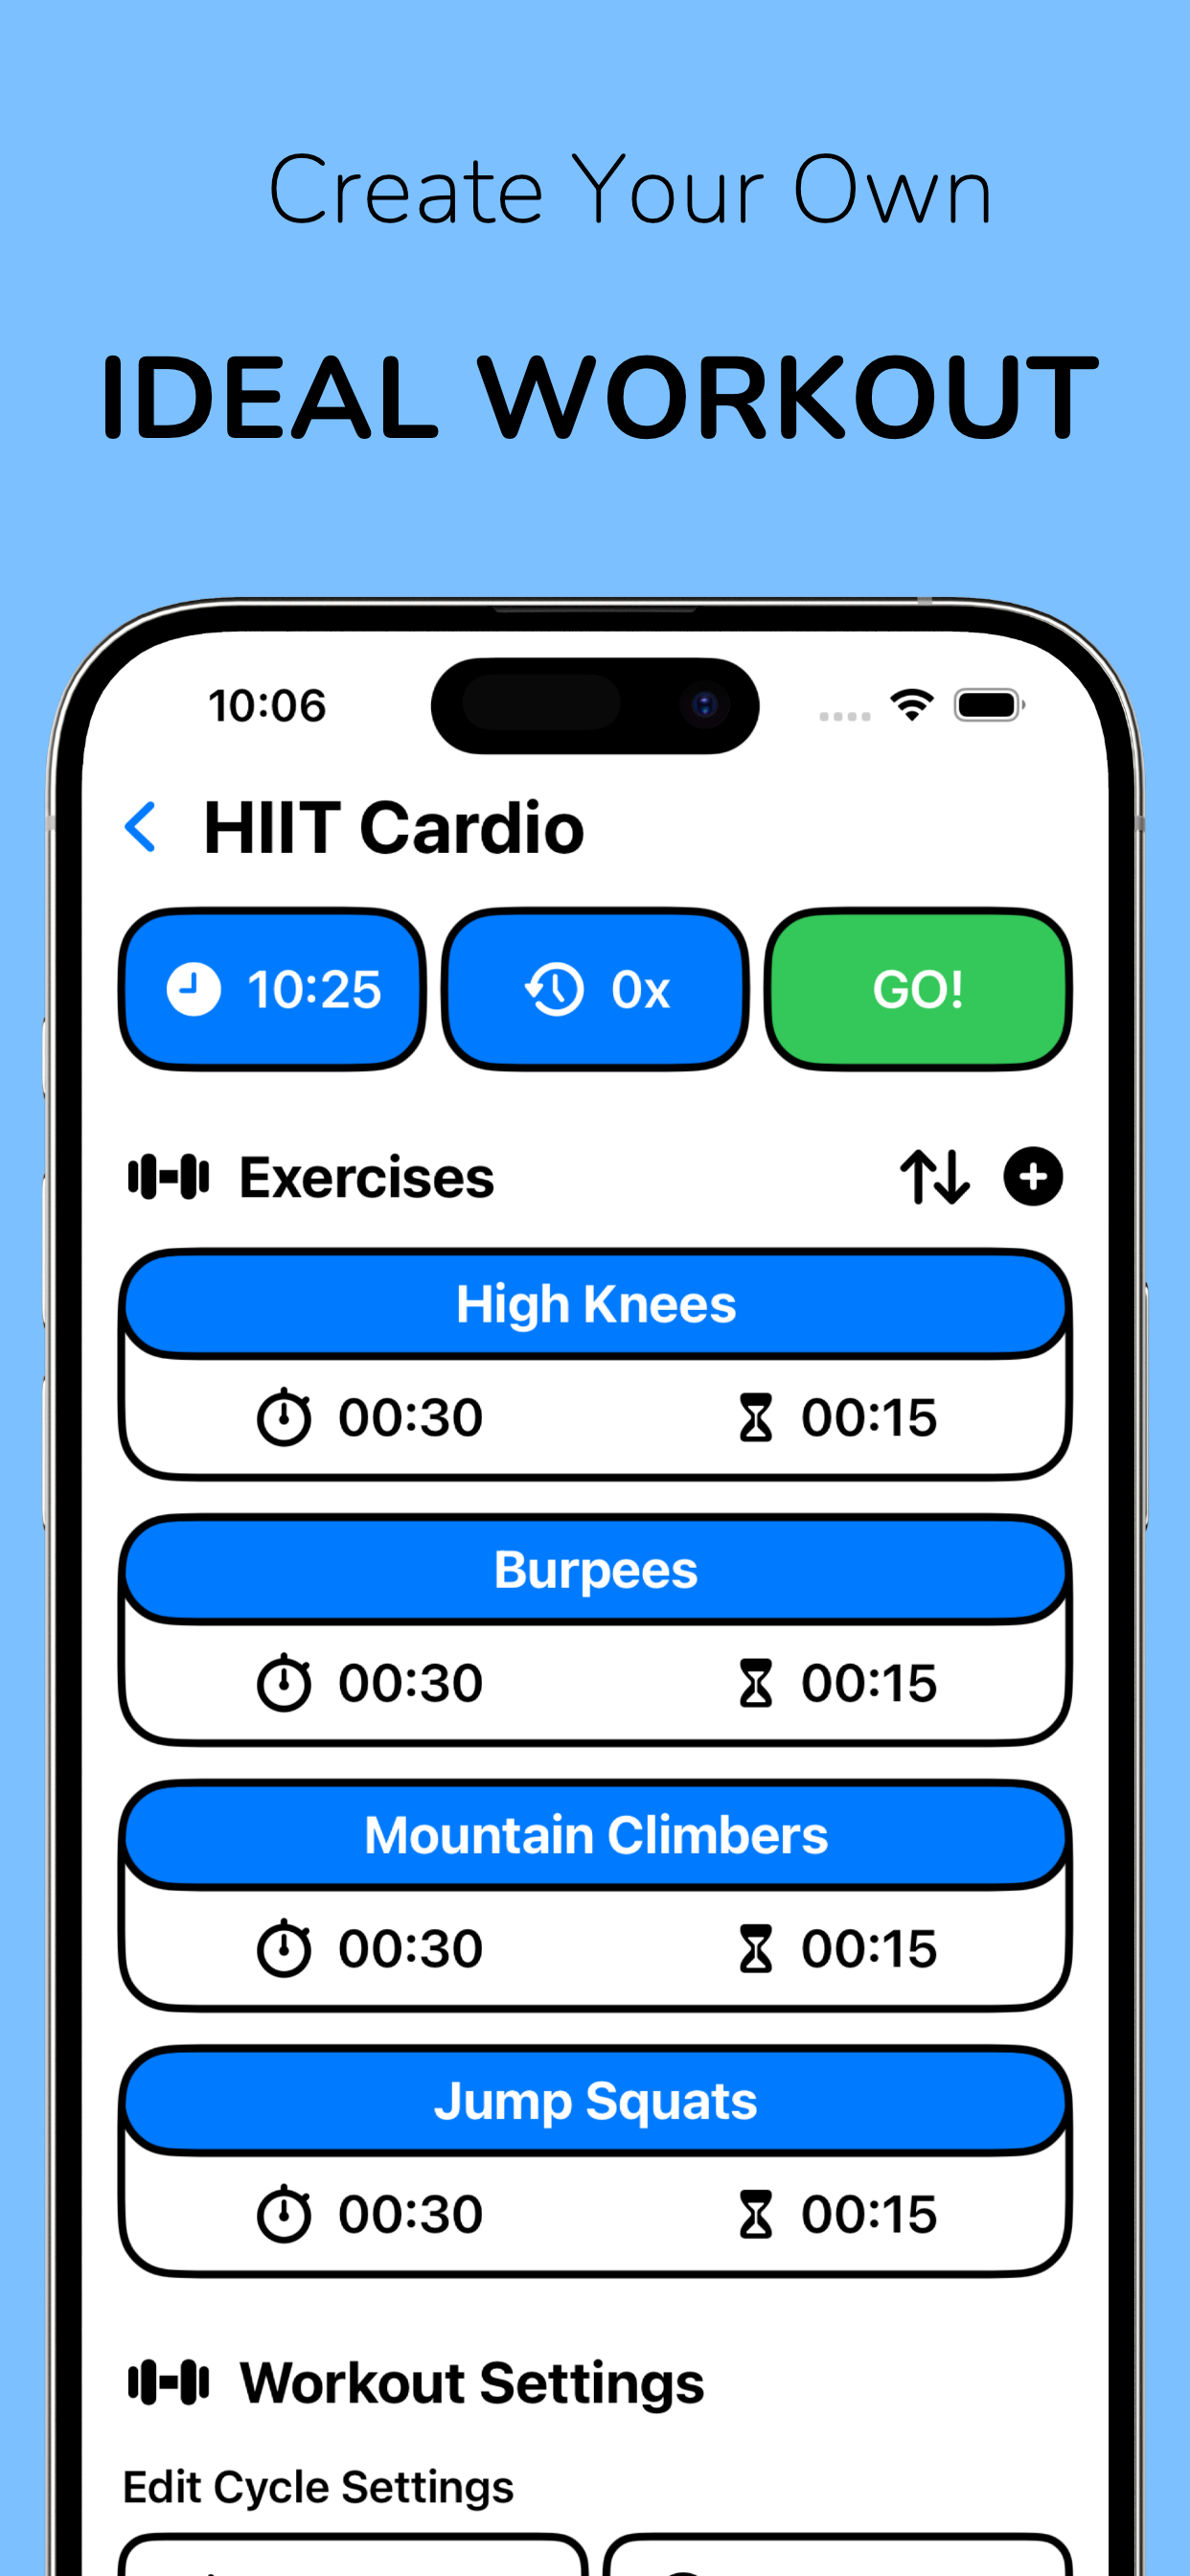 Create Your Own
IDEAL WORKOUT
10:06
HIIT Cardio
10:25 0x GO!
Exercises
High Knees
00:30 00:15
Burpees
00:30 00:15
Mountain Climbers
00:30 00:15
Jump Squats
00:30 00:15
Workout Settings
Edit Cycle Settings